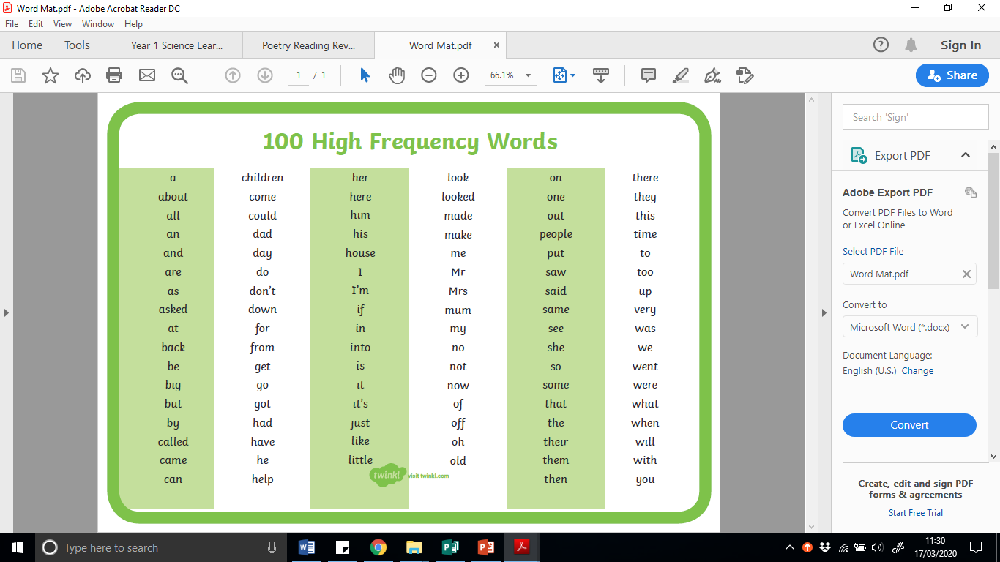 Word Mat.pdf - Adobe Acrobat Reader DC
File Edit View Window Help
Home Tools Year 1 Science Lear... Poetry Reading Rev... Word Mat.pdf Sign In
1 / 1 66.1% Share
100 High Frequency Words
a children her look on there
about come here looked one they
all could him made out this
an dad his make people time
and day house me put to
are do I Mr saw too
as don't I'm Mrs said up
asked down if mum same very
at for in my see was
back from into no she we
be get is not so went
big go it now some were
but got it's of that what
by had just off the when
called have like oh their will
came he little old them with
can help then you
twinkl visit twinkl.com
Search 'Sign'
Export PDF
Adobe Export PDF
Convert PDF Files to Word
or Excel Online
Select PDF File
Word Mat.pdf
Convert to
Microsoft Word (*.docx)
Document Language:
English (U.S.) Change
Convert
Create, edit and sign PDF
forms & agreements
Start Free Trial
Type here to search
11:30
17/03/2020